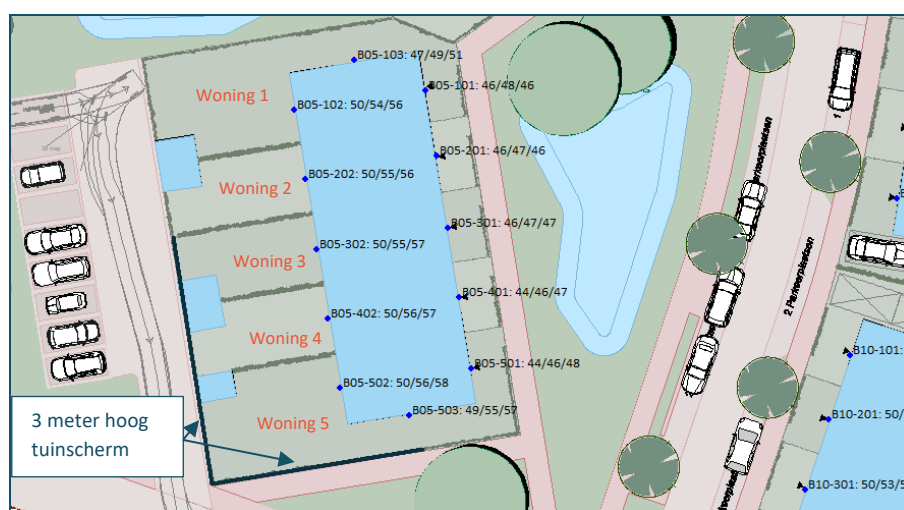 B05-103: 47/49/51
Woning 1
B05-101: 46/48/46
B05-102: 50/54/56
B05-201: 46/47/46
Woning 2
B05-202: 50/55/56
B05-301: 46/47/47
Woning 3
B05-302: 50/55/57
2 Parkeerplaatsen
B05-401: 44/46/47
Woning 4
B05-402: 50/56/57
B10-101:
B05-501: 44/46/48
B05-502: 50/56/58
3 meter hoog
tuinscherm
Woning 5
B05-503: 49/55/57
B10-201: 50/
B10-301: 50/53/5
1